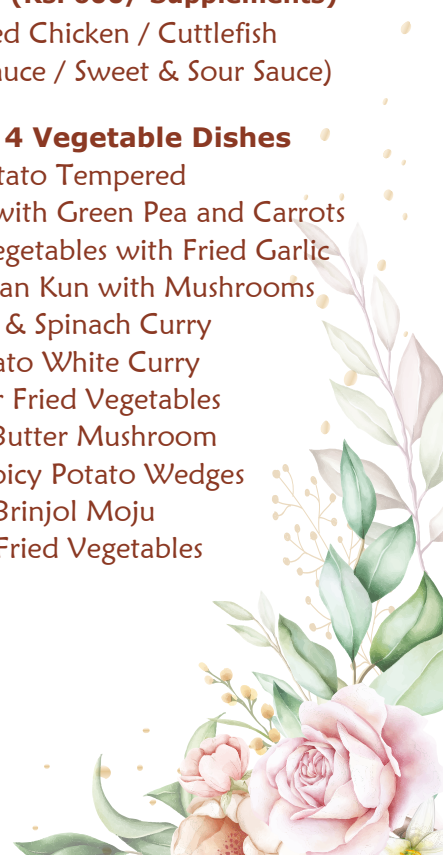 ed Chicken / Cuttlefish
auce / Sweet & Sour Sauce)
4 Vegetable Dishes
tato Tempered
with Green Pea and Carrots
egetables with Fried Garlic
an Kun with Mushrooms
& Spinach Curry
ato White Curry
r Fried Vegetables
Butter Mushroom
picy Potato Wedges
Brinjol Moju
Fried Vegetables